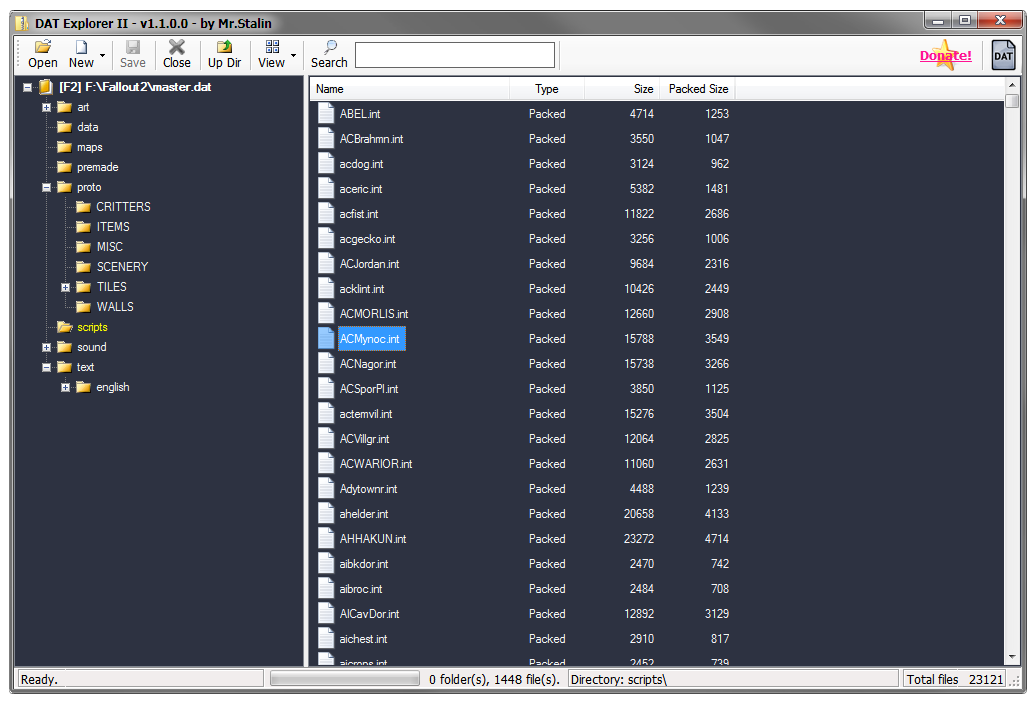 DAT Explorer II - v1.1.0.0 - by Mr.Stalin
Open New Save Close Up Dir View Search Donate! DAT
[F2] F:\Fallout2\master.dat
art
data
maps
premade
proto
CRITTERS
ITEMS
MISC
SCENERY
TILES
WALLS
scripts
sound
text
english
Name Type Size Packed Size
ABEL.int Packed 4714 1253
ACBrahmn.int Packed 3550 1047
acdog.int Packed 3124 962
aceric.int Packed 5382 1481
acfist.int Packed 11822 2686
acgecko.int Packed 3256 1006
ACJordan.int Packed 9684 2316
acklint.int Packed 10426 2449
ACMORLIS.int Packed 12660 2908
ACMynoc.int Packed 15788 3549
ACNagor.int Packed 15738 3266
ACSporPl.int Packed 3850 1125
actemvil.int Packed 15276 3504
ACVillgr.int Packed 12064 2825
ACWARIOR.int Packed 11060 2631
Adytownr.int Packed 4488 1239
ahelder.int Packed 20658 4133
AHHAKUN.int Packed 23272 4714
aibkdor.int Packed 2470 742
aibroc.int Packed 2484 708
AICavDor.int Packed 12892 3129
aichest.int Packed 2910 817
aicrops.int Packed 2452 739
Ready. 0 folder(s), 1448 file(s). Directory: scripts\ Total files 23121